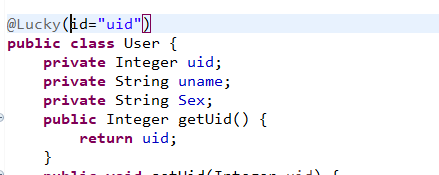 @Lucky(id="uid")
public class User {
    private Integer uid;
    private String uname;
    private String Sex;
    public Integer getUid() {
        return uid;
    }
    public void setUid(Integer uid) {